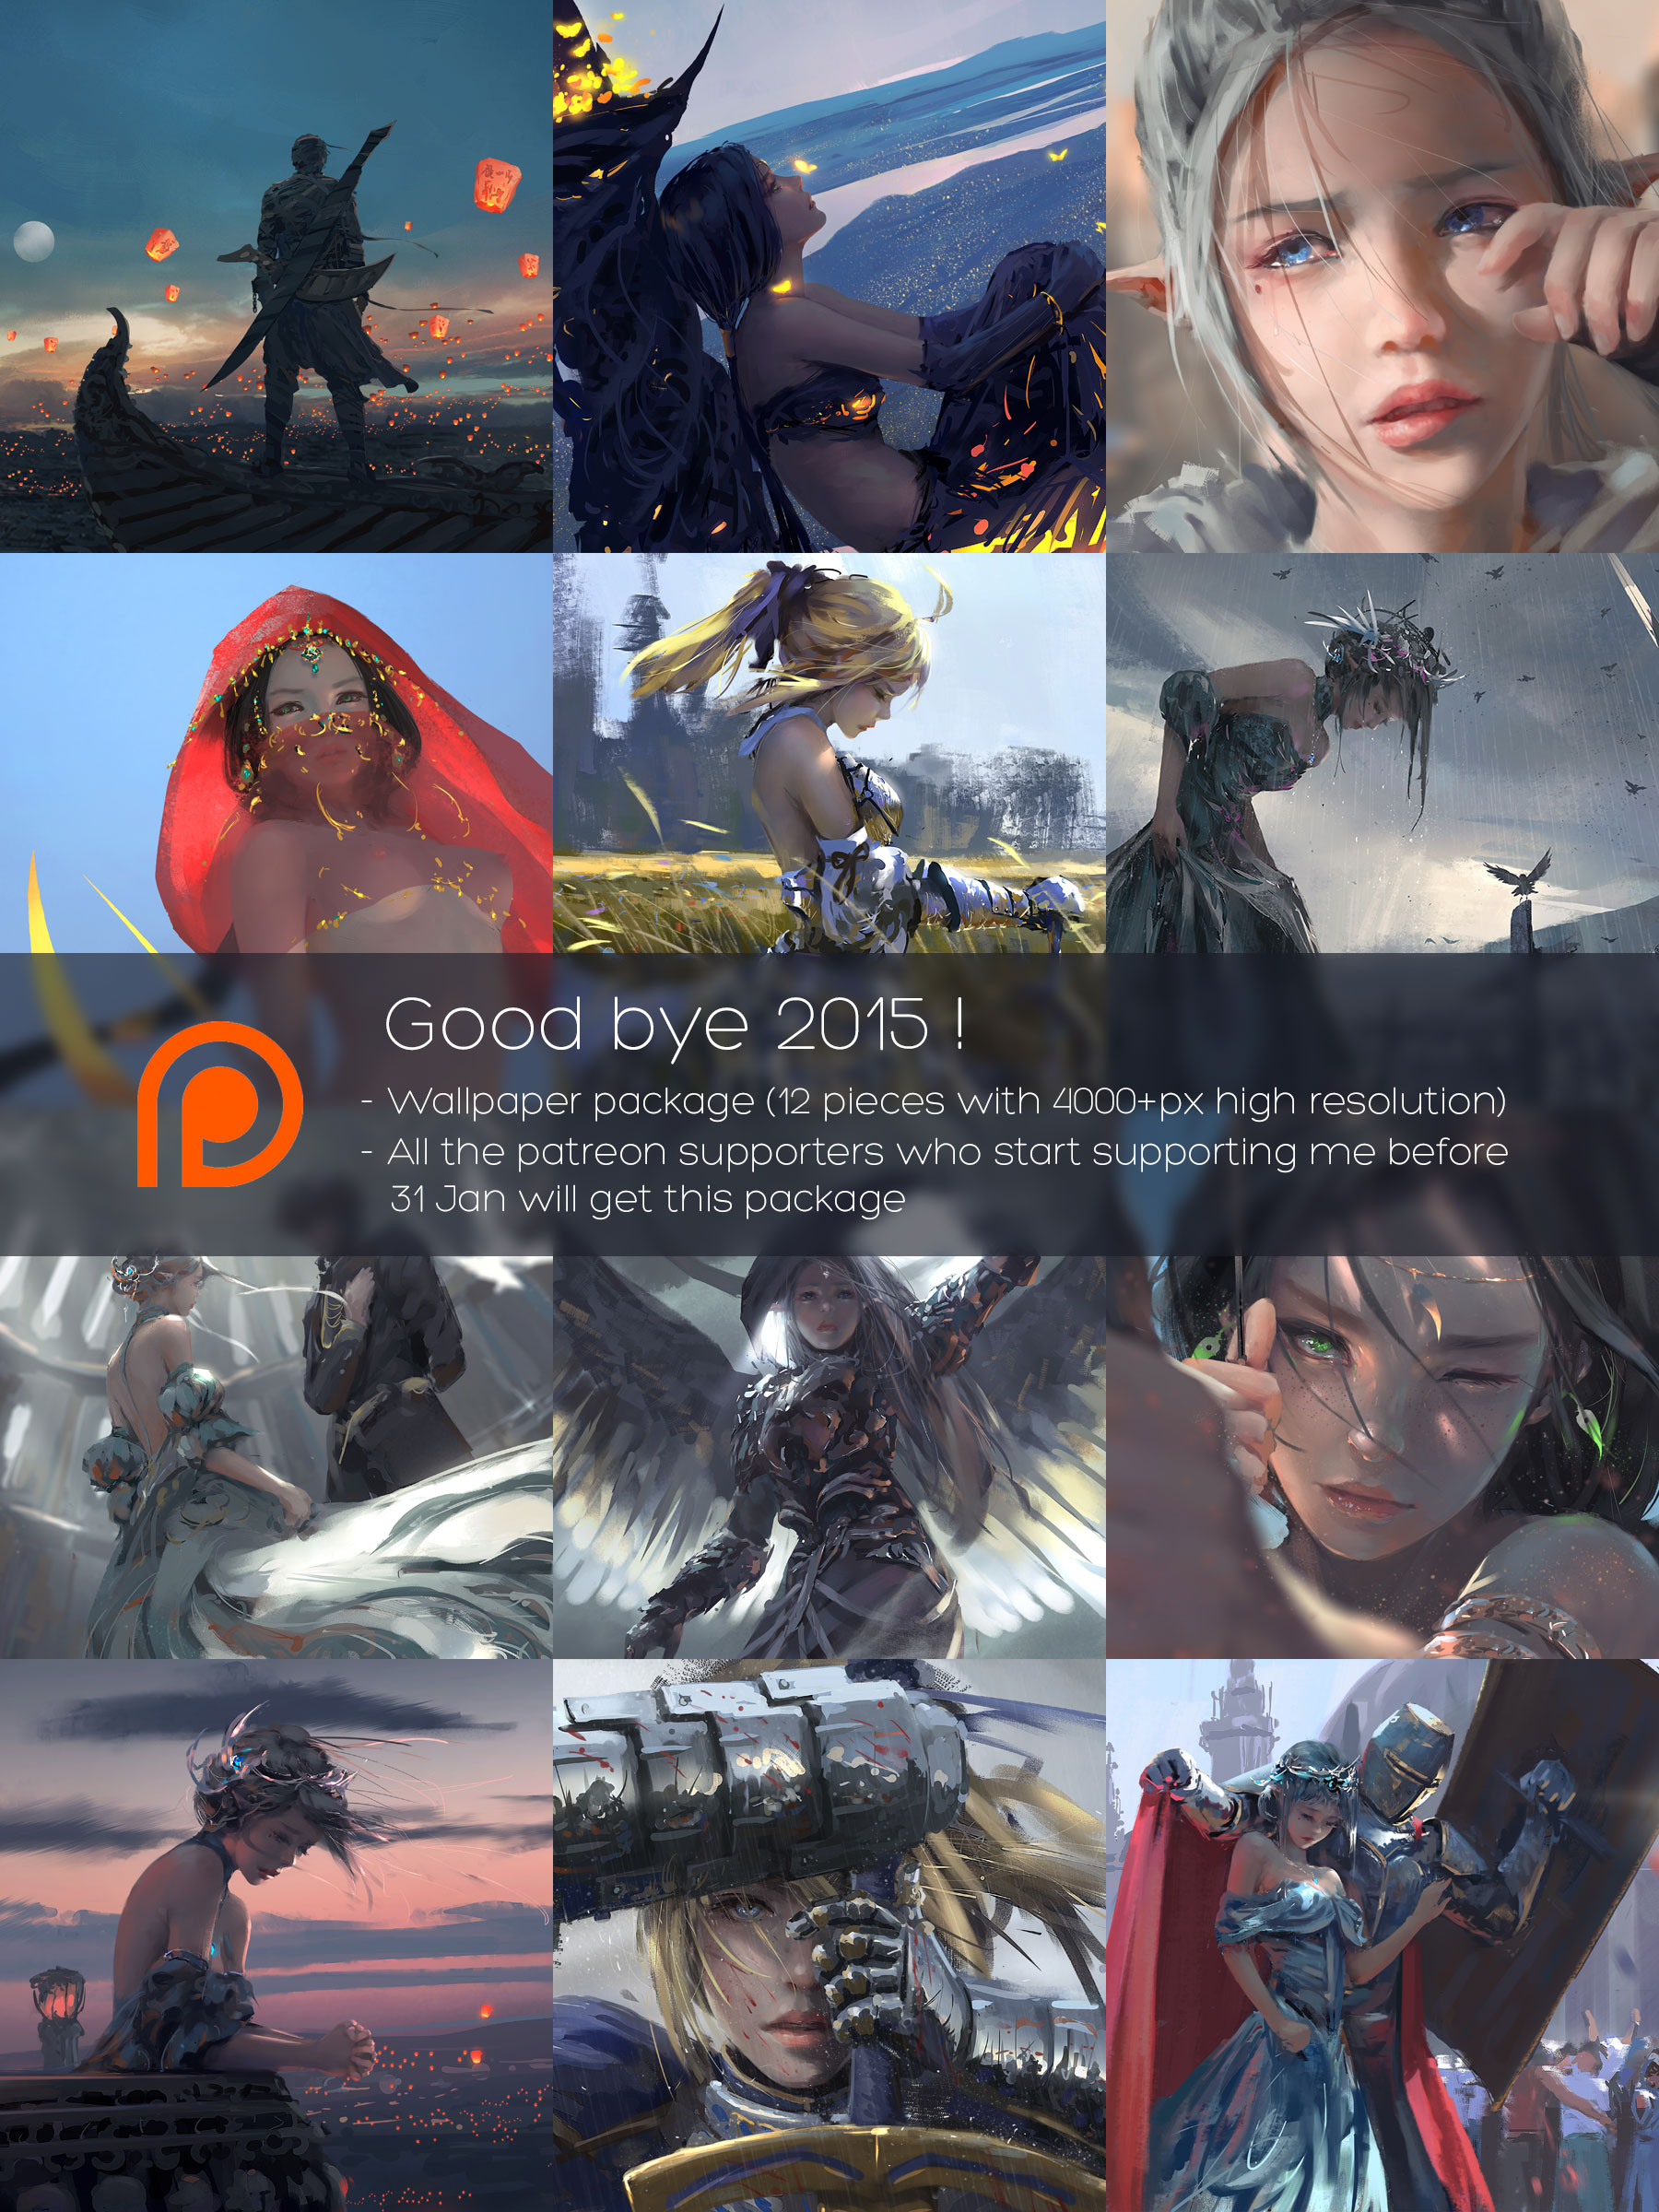 Good bye 2015 !
- Wallpaper package (12 pieces with 4000+px high resolution)
- All the patreon supporters who start supporting me before
31 Jan will get this package